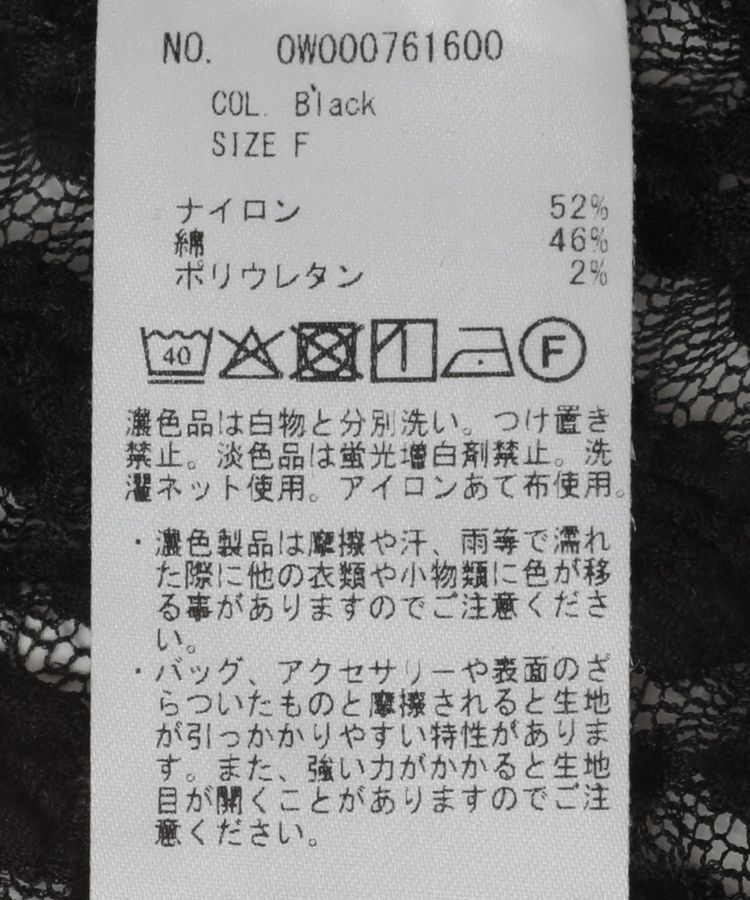 NO. 0W000761600
COL. Black
SIZE F
ナイロン 52%
綿 46%
ポリウレタン 2%
40 F
濃色品は白物と分別洗い。つけ置き
禁止。淡色品は蛍光増白剤禁止。洗
濯ネット使用。アイロンあて布使用。
・濃色製品は摩擦や汗、雨等で濡れ
た際に他の衣類や小物類に色が移
る事がありますのでご注意くださ
い。
・バッグ、アクセサリーや表面のざ
らついたものと摩擦されると生地
が引っかかりやすい特性がありま
す。また、強い力がかかると生地
目が開くことがありますのでご注
意ください。